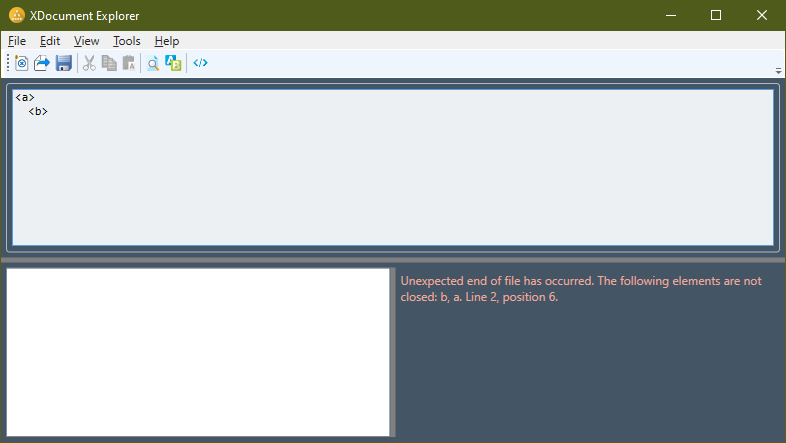 XDocument Explorer
File Edit View Tools Help
<a>
<b>
Unexpected end of file has occurred. The following elements are not
closed: b, a. Line 2, position 6.